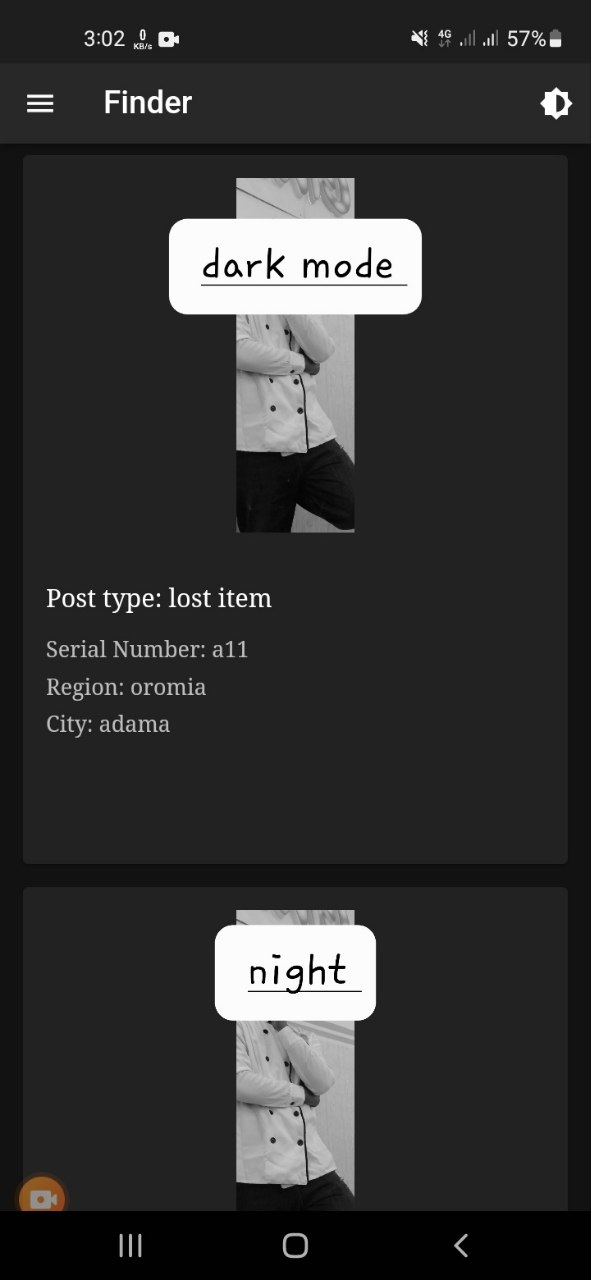 3:02 0 KB/s 4G 57%
Finder
dark mode
Post type: lost item
Serial Number: a11
Region: oromia
City: adama
night